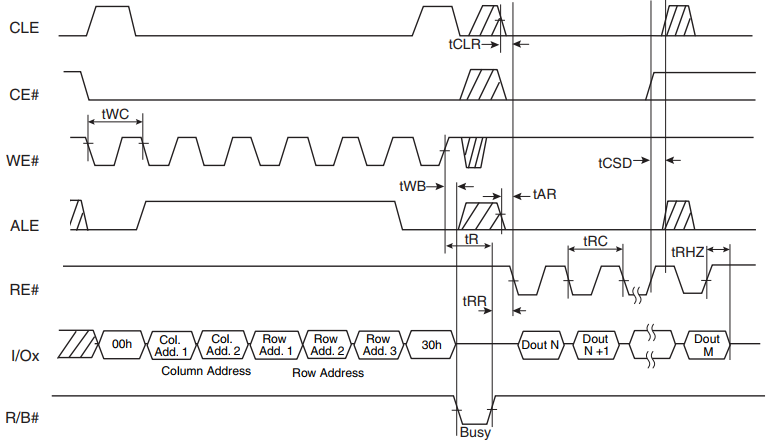 CLE
tCLR
CE#
tWC
WE#
tCSD
tWB
tAR
ALE
tR
tRC
tRHZ
RE#
tRR
I/Ox
00h
Col. Add. 1
Col. Add. 2
Row Add. 1
Row Add. 2
Row Add. 3
30h
Dout N
Dout N +1
Dout M
Column Address
Row Address
R/B#
Busy